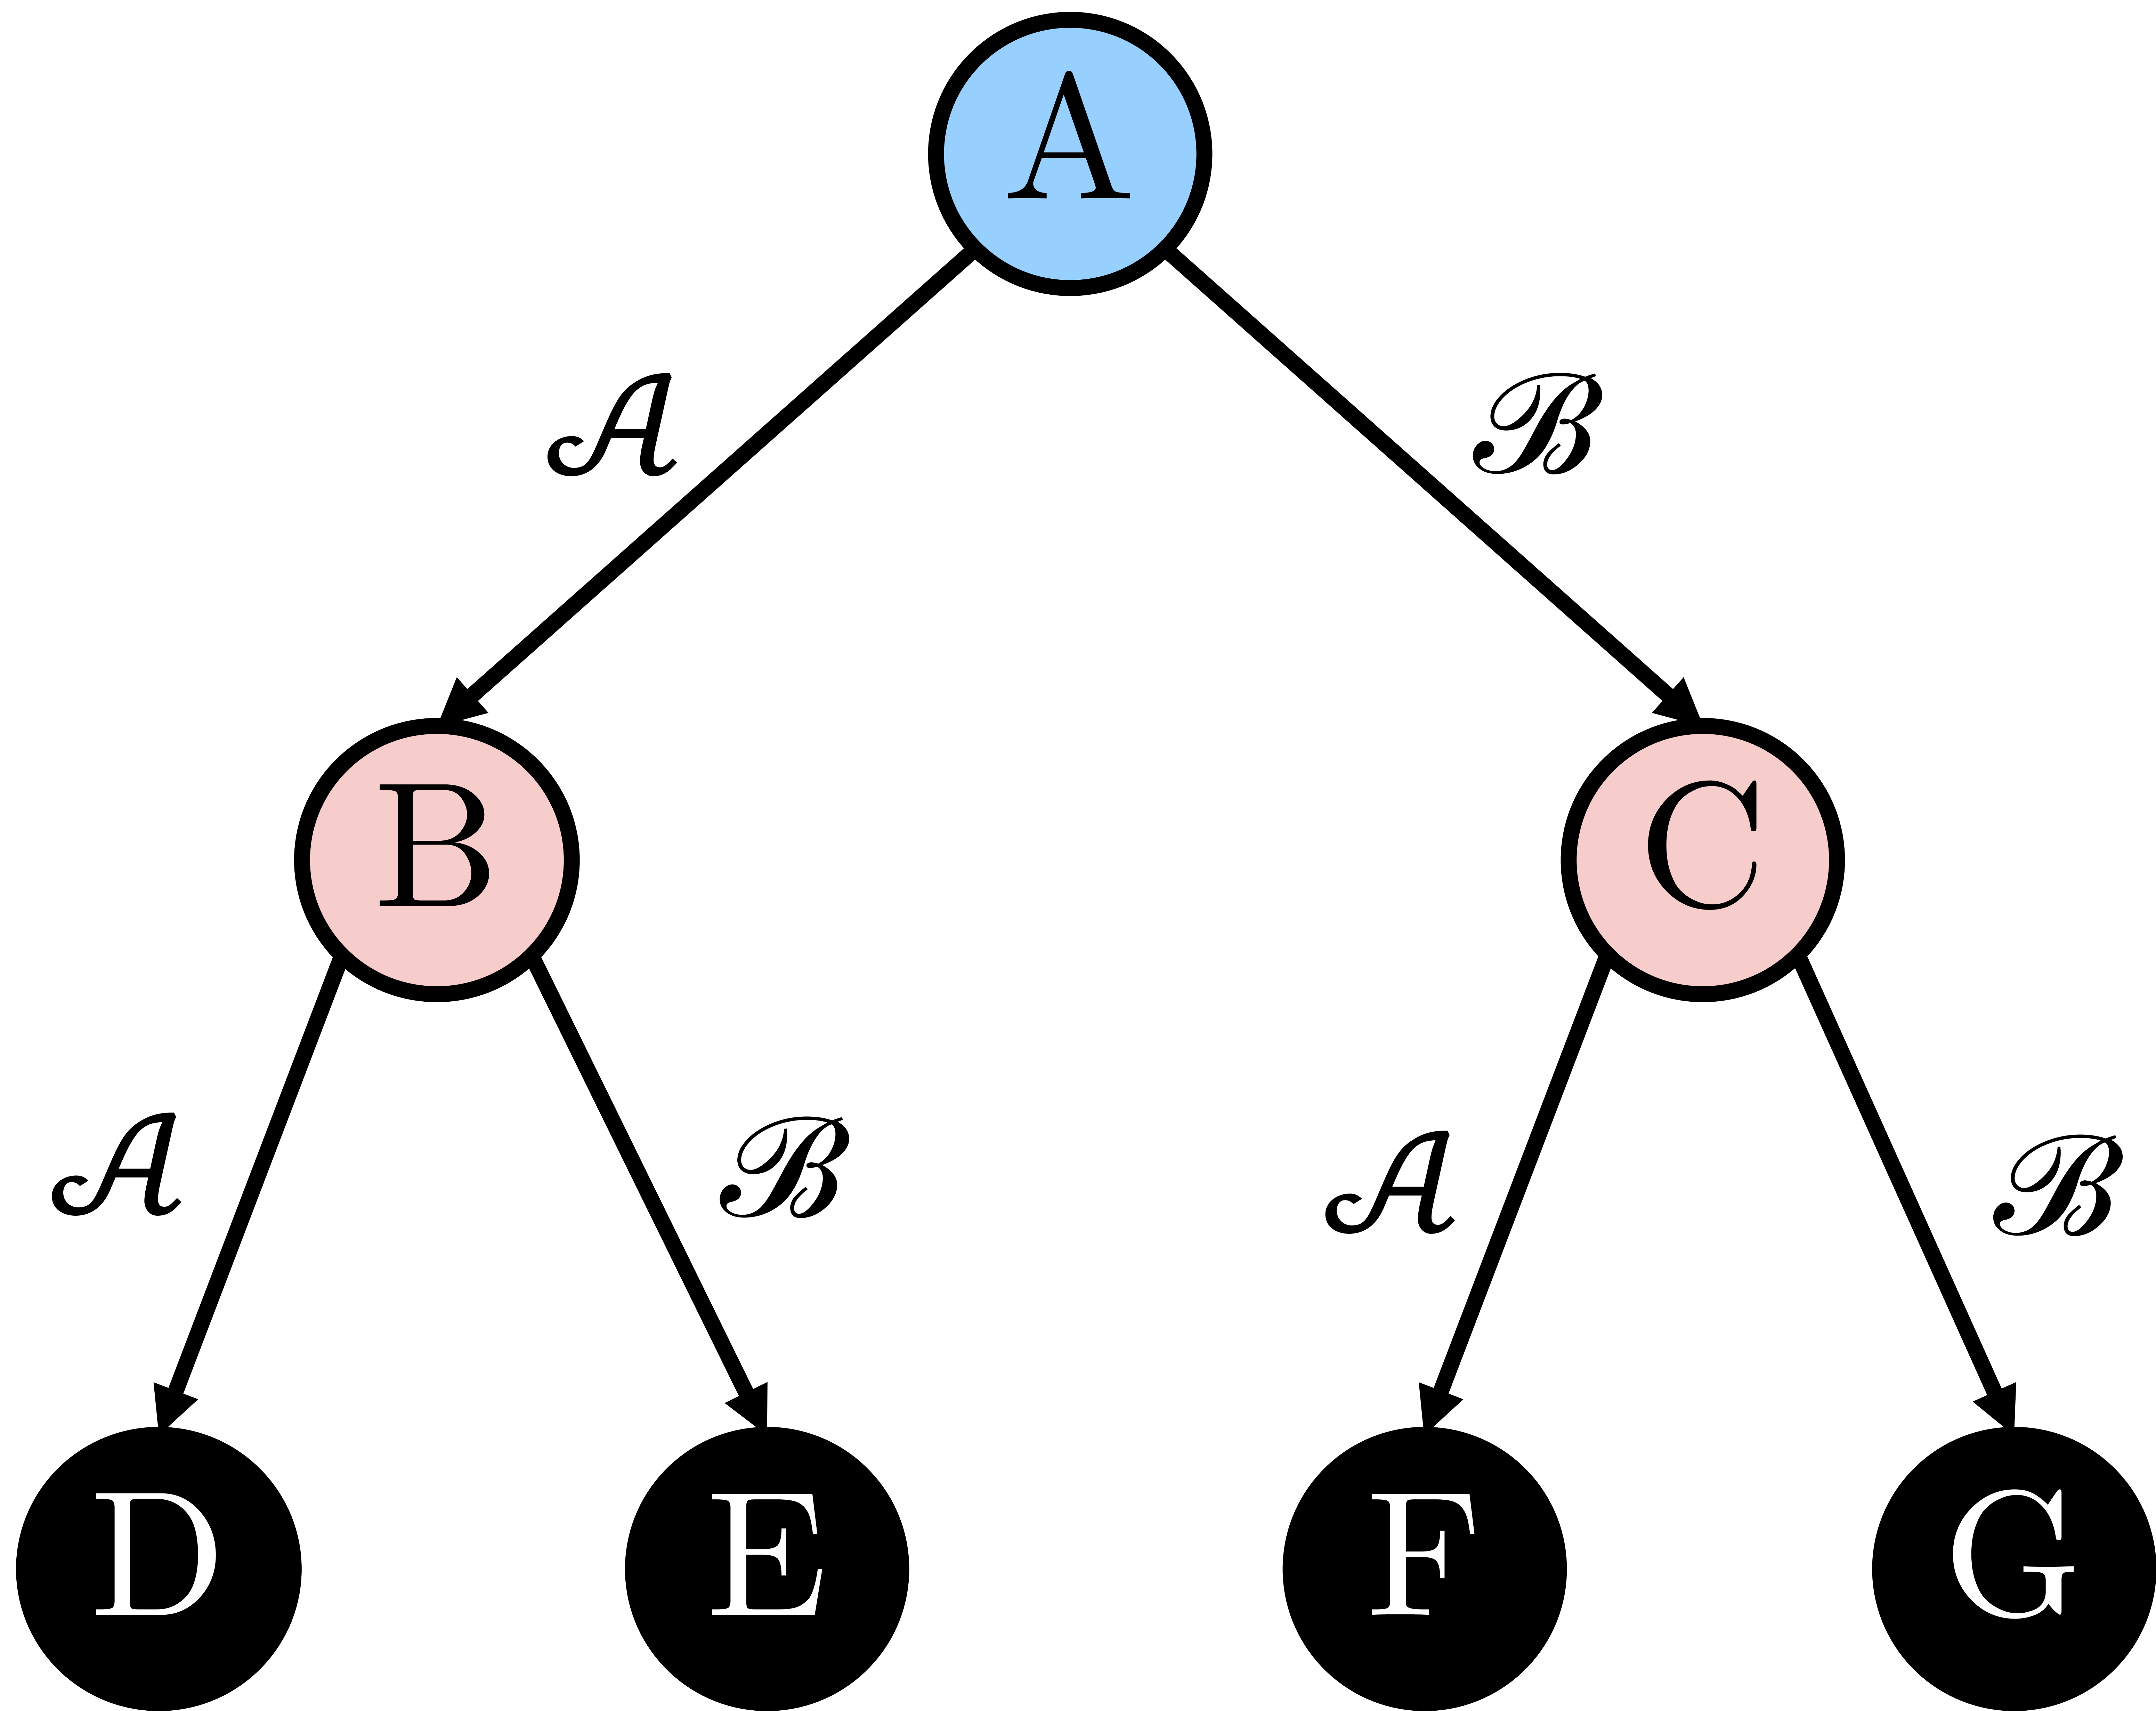 A
𝒜 ℬ
B C
𝒜 ℬ 𝒜 ℬ
D E F G